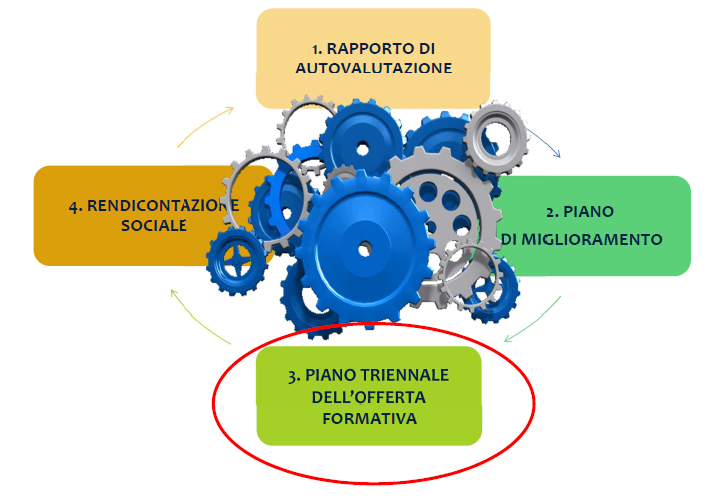 1. RAPPORTO DI
AUTOVALUTAZIONE
2. PIANO
DI MIGLIORAMENTO
3. PIANO TRIENNALE
DELL'OFFERTA
FORMATIVA
4. RENDICONTAZIONE
SOCIALE